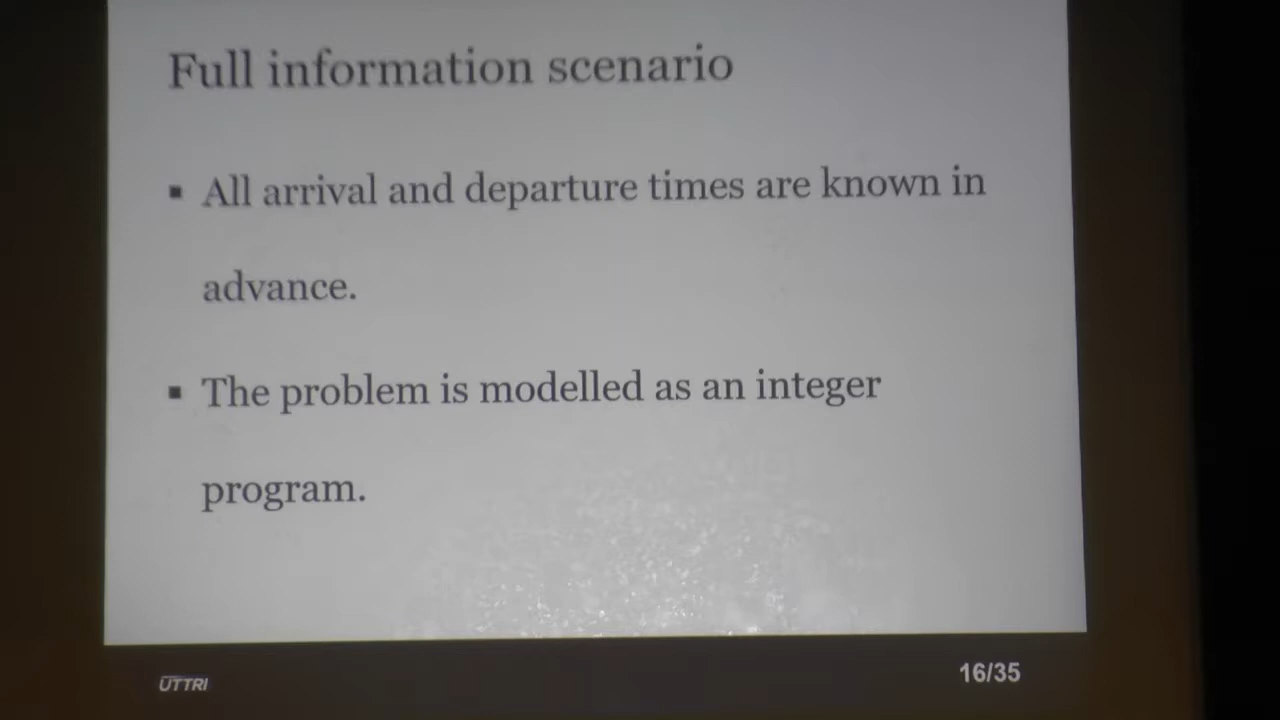 Full information scenario
▪ All arrival and departure times are known in
advance.
▪ The problem is modelled as an integer
program.
UTTRI
16/35